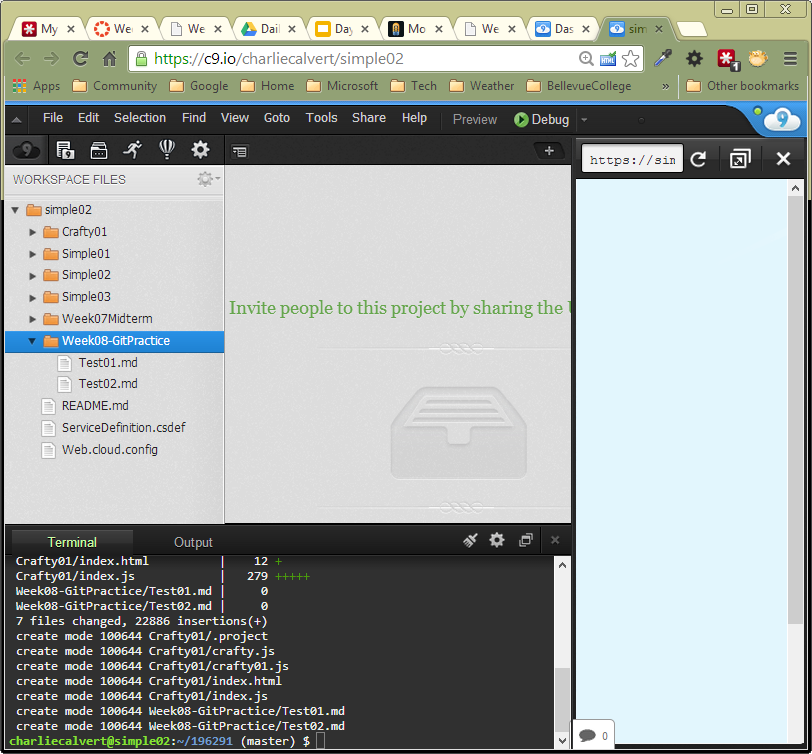 My
We
We
Dail
Day
Mo
We
Das
sim
https://c9.io/charliecalvert/simple02
Apps Community Google Home Microsoft Tech Weather BellevueCollege » Other bookmarks
File Edit Selection Find View Goto Tools Share Help Preview Debug
https://sim
WORKSPACE FILES
simple02
Crafty01
Simple01
Simple02
Simple03
Week07Midterm
Week08-GitPractice
Test01.md
Test02.md
README.md
ServiceDefinition.csdef
Web.cloud.config
Invite people to this project by sharing the
Terminal Output
Crafty01/index.html | 12 +
Crafty01/index.js | 279 +++++
Week08-GitPractice/Test01.md | 0
Week08-GitPractice/Test02.md | 0
7 files changed, 22886 insertions(+)
create mode 100644 Crafty01/.project
create mode 100644 Crafty01/crafty.js
create mode 100644 Crafty01/crafty01.js
create mode 100644 Crafty01/index.html
create mode 100644 Crafty01/index.js
create mode 100644 Week08-GitPractice/Test01.md
create mode 100644 Week08-GitPractice/Test02.md
charliecalvert@simple02:~/196291 (master) $
0